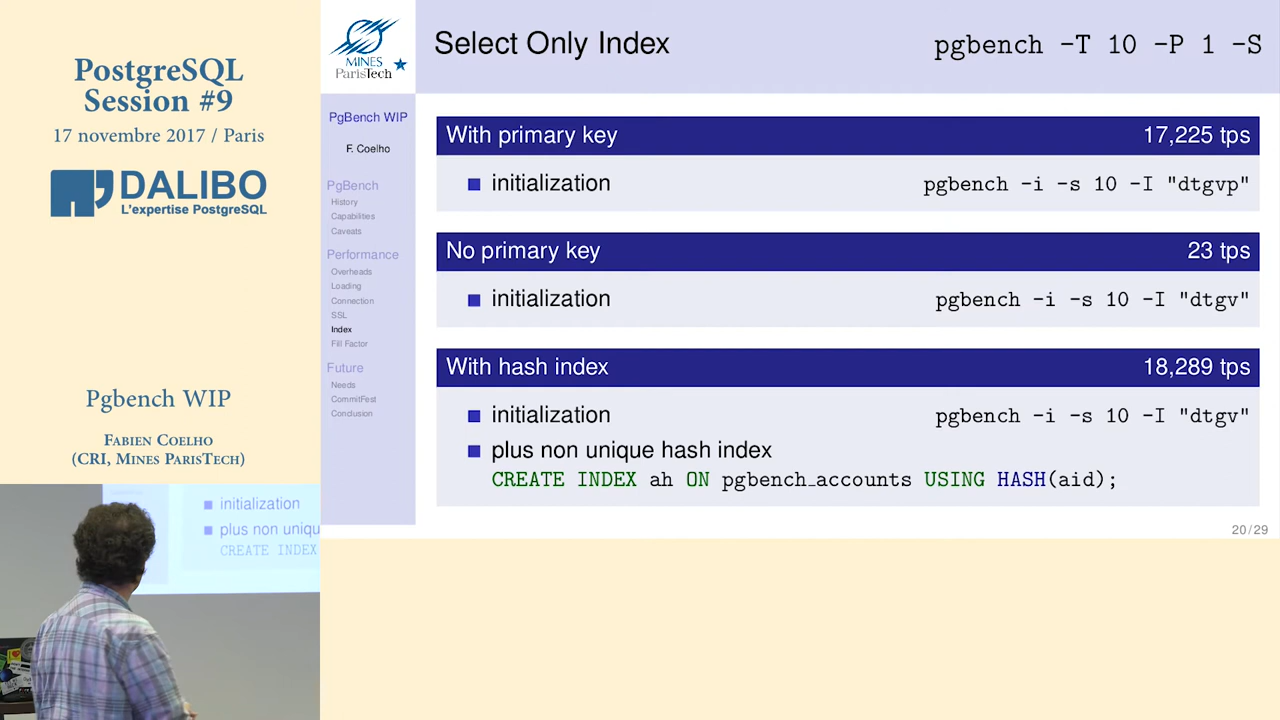 PostgreSQL
Session #9
17 novembre 2017 / Paris
DALIBO
L'expertise PostgreSQL
Pgbench WIP
FABIEN COELHO
(CRI, MINES PARISTECH)
MINES
ParisTech
Select Only Index
pgbench -T 10 -P 1 -S
PgBench WIP
F. Coelho
PgBench
History
Capabilities
Caveats
Performance
Overheads
Loading
Connection
SSL
Index
Fill Factor
Future
Needs
CommitFest
Conclusion
With primary key 17,225 tps
initialization pgbench -i -s 10 -I "dtgvp"
No primary key 23 tps
initialization pgbench -i -s 10 -I "dtgv"
With hash index 18,289 tps
initialization pgbench -i -s 10 -I "dtgv"
plus non unique hash index
CREATE INDEX ah ON pgbench_accounts USING HASH(aid);
20/29
initialization
plus non uniqu
CREATE INDEX